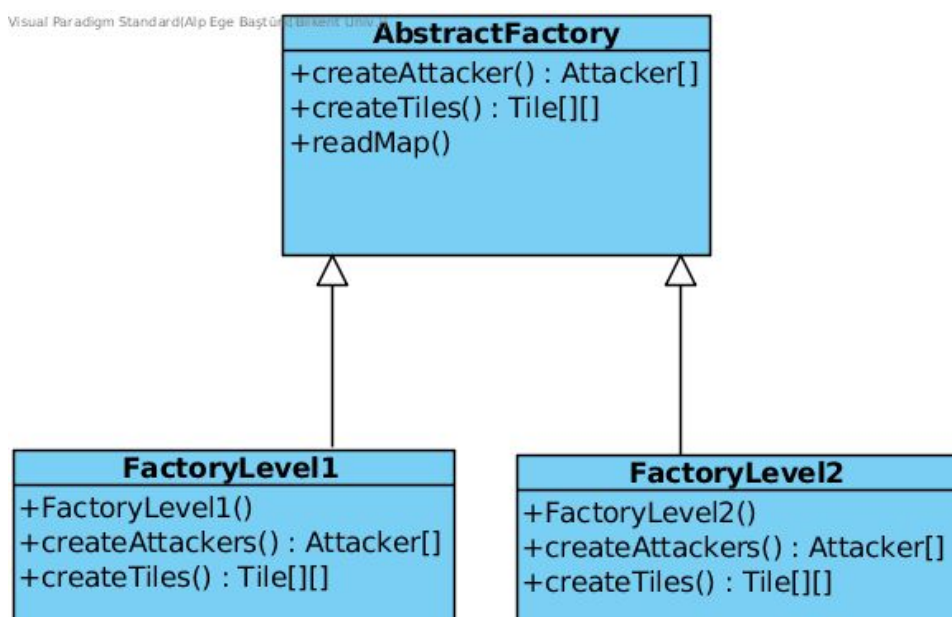 Visual Paradigm Standard(Alp Ege Baştürk(Bilkent Univ.))
AbstractFactory
+createAttacker() : Attacker[]
+createTiles() : Tile[][]
+readMap()
FactoryLevel1
+FactoryLevel1()
+createAttackers() : Attacker[]
+createTiles() : Tile[][]
FactoryLevel2
+FactoryLevel2()
+createAttackers() : Attacker[]
+createTiles() : Tile[][]